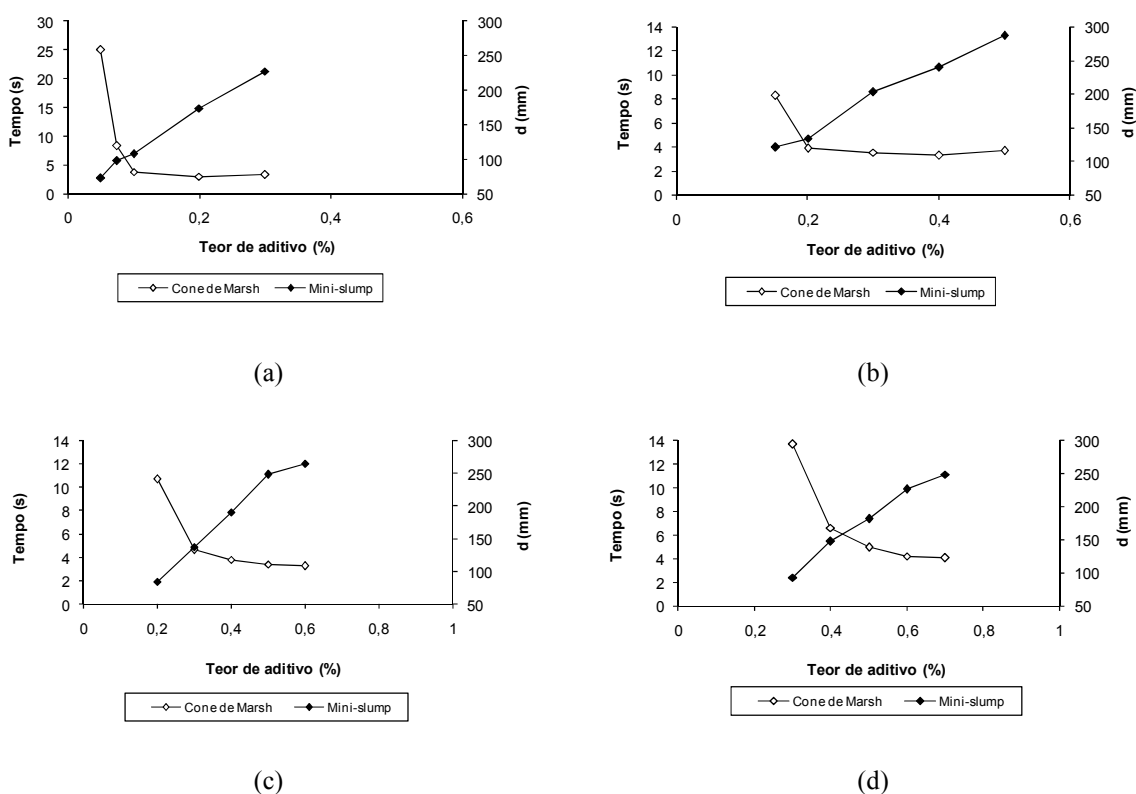 30
25
20
15
10
5
0
Tempo (s)
300
250
200
150
100
50
d (mm)
0 0,2 0,4 0,6
Teor de aditivo (%)
Cone de Marsh Mini-slump
(a)
14
12
10
8
6
4
2
0
Tempo (s)
300
250
200
150
100
50
d (mm)
0 0,2 0,4 0,6
Teor de aditivo (%)
Cone de Marsh Mini-slump
(b)
14
12
10
8
6
4
2
0
Tempo (s)
300
250
200
150
100
50
d (mm)
0 0,2 0,4 0,6 0,8 1
Teor de aditivo (%)
Cone de Marsh Mini-slump
(c)
14
12
10
8
6
4
2
0
Tempo (s)
300
250
200
150
100
50
d (mm)
0 0,2 0,4 0,6 0,8 1
Teor de aditivo (%)
Cone de Marsh Mini-slump
(d)